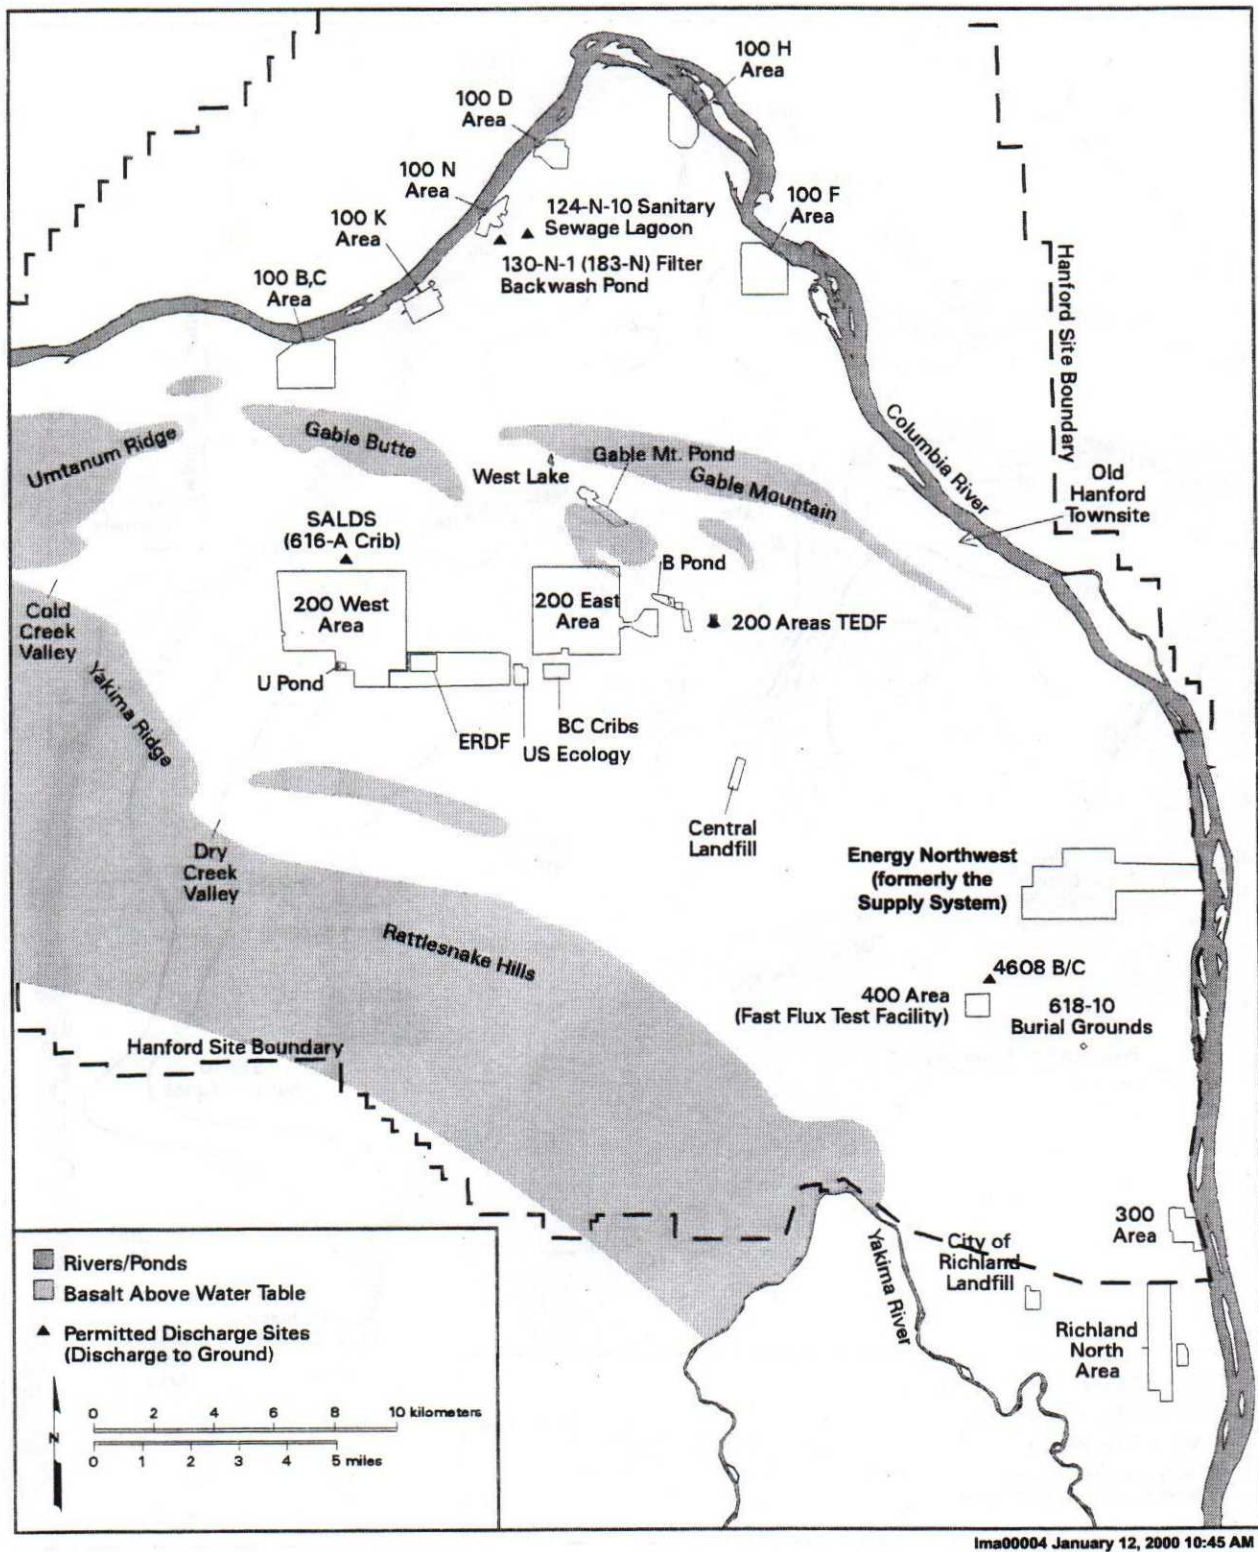 100 H
Area
100 D
Area
100 N
Area
124-N-10 Sanitary
Sewage Lagoon
100 F
Area
100 K
Area
130-N-1 (183-N) Filter
Backwash Pond
100 B,C
Area
Hanford Site Boundary
Columbia River
Umtanum Ridge
Gable Butte
Gable Mt. Pond
West Lake
Gable Mountain
Old
Hanford
Townsite
SALDS
(616-A Crib)
B Pond
200 West
Area
200 East
Area
200 Areas TEDF
Cold
Creek
Valley
Yakima Ridge
U Pond
ERDF
BC Cribs
US Ecology
Central
Landfill
Dry
Creek
Valley
Energy Northwest
(formerly the
Supply System)
Rattlesnake Hills
4608 B/C
400 Area
(Fast Flux Test Facility)
618-10
Burial Grounds
Hanford Site Boundary
300
Area
City of
Richland
Landfill
Yakima River
Richland
North
Area
Rivers/Ponds
Basalt Above Water Table
Permitted Discharge Sites
(Discharge to Ground)
0 2 4 6 8 10 kilometers
N
0 1 2 3 4 5 miles
lma00004 January 12, 2000 10:45 AM